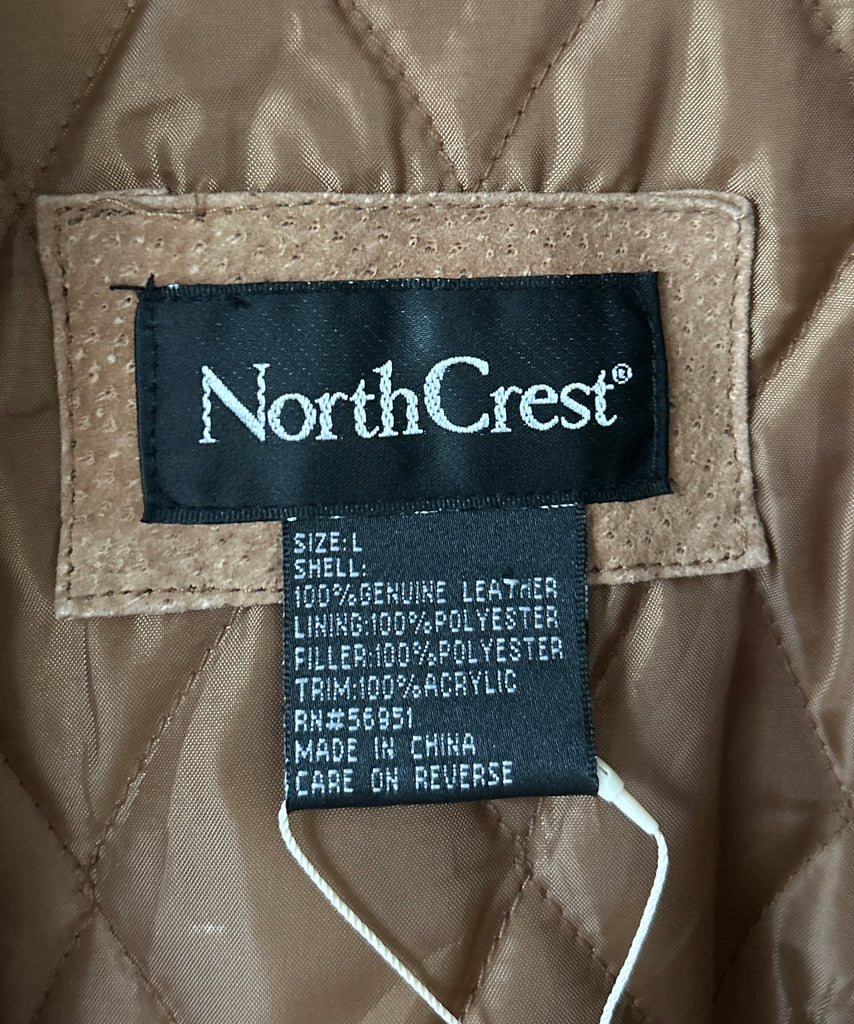 NorthCrest®
SIZE:L
SHELL:
100%GENUINE LEATHER
LINING:100%POLYESTER
FILLER:100%POLYESTER
TRIM:100%ACRYLIC
RN#56951
MADE IN CHINA
CARE ON REVERSE